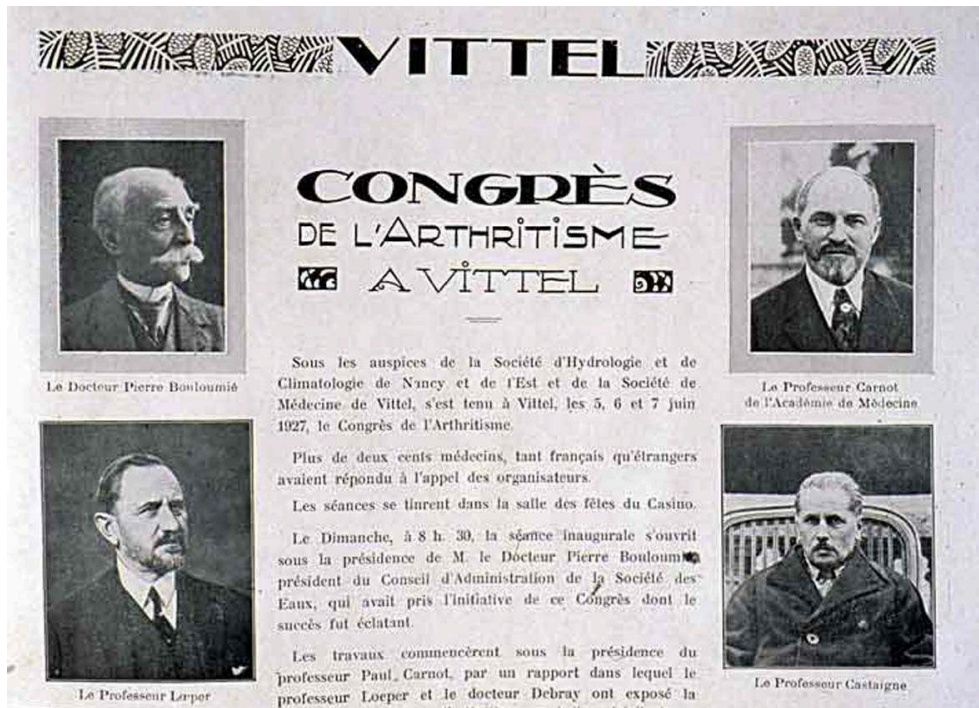 VITTEL
CONGRÈS
DE L'ARTHRITISME
A VITTEL
Le Docteur Pierre Bouloumié
Le Professeur Carnot
de l'Académie de Médecine
Sous les auspices de la Société d'Hydrologie et de
Climatologie de Nancy et de l'Est et de la Société de
Médecine de Vittel, s'est tenu à Vittel, les 5, 6 et 7 juin
1927, le Congrès de l'Arthritisme.
Plus de deux cents médecins, tant français qu'étrangers
avaient répondu à l'appel des organisateurs.
Les séances se tinrent dans la salle des fêtes du Casino.
Le Dimanche, à 8 h. 30, la séance inaugurale s'ouvrit
sous la présidence de M. le Docteur Pierre Bouloumié
président du Conseil d'Administration de la Société des
Eaux, qui avait pris l'initiative de ce Congrès dont le
succès fut éclatant.
Les travaux commencèrent sous la présidence du
professeur Paul Carnot, par un rapport dans lequel le
professeur Loeper et le docteur Debray ont exposé la
Le Professeur Lœper
Le Professeur Castaigne